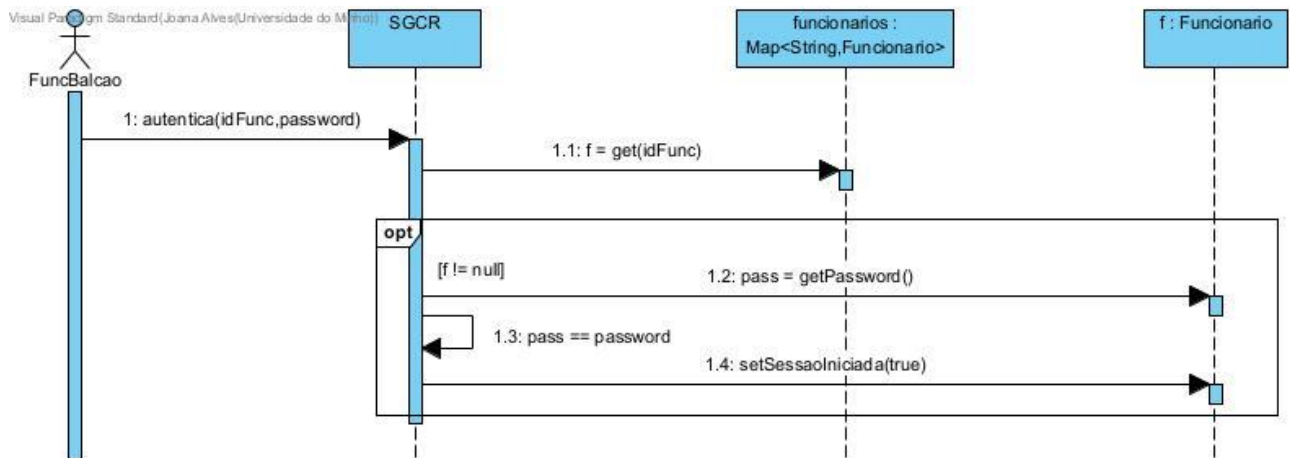 Visual Paradigm Standard(Joana Alves(Universidade do Minho))
FuncBalcao
SGCR
funcionarios :
Map<String,Funcionario>
f : Funcionario
1: autentica(idFunc,password)
1.1: f = get(idFunc)
opt
[f != null]
1.2: pass = getPassword()
1.3: pass == password
1.4: setSessaoIniciada(true)